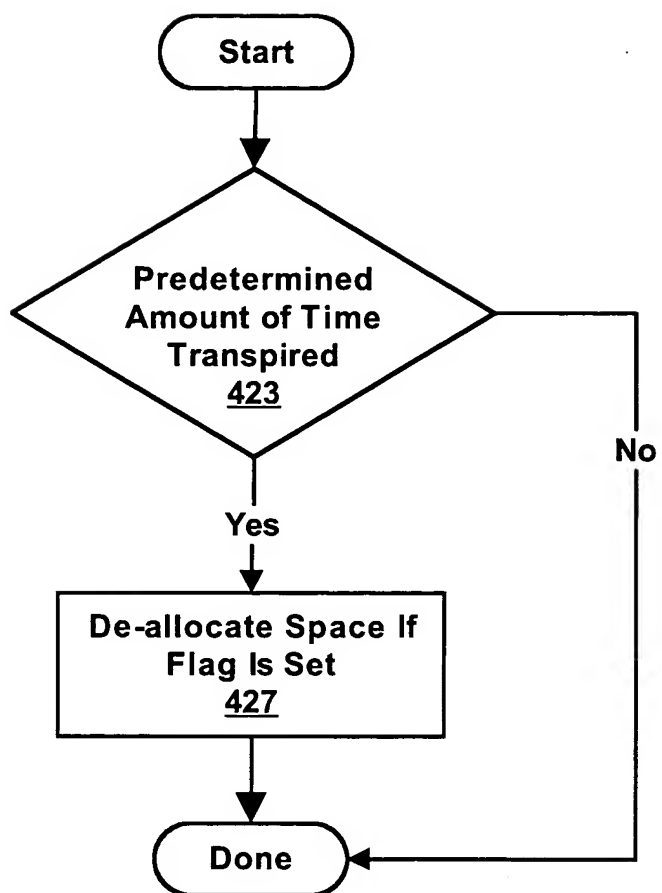 Start
Predetermined
Amount of Time
Transpired
423
No
Yes
De-allocate Space If
Flag Is Set
427
Done